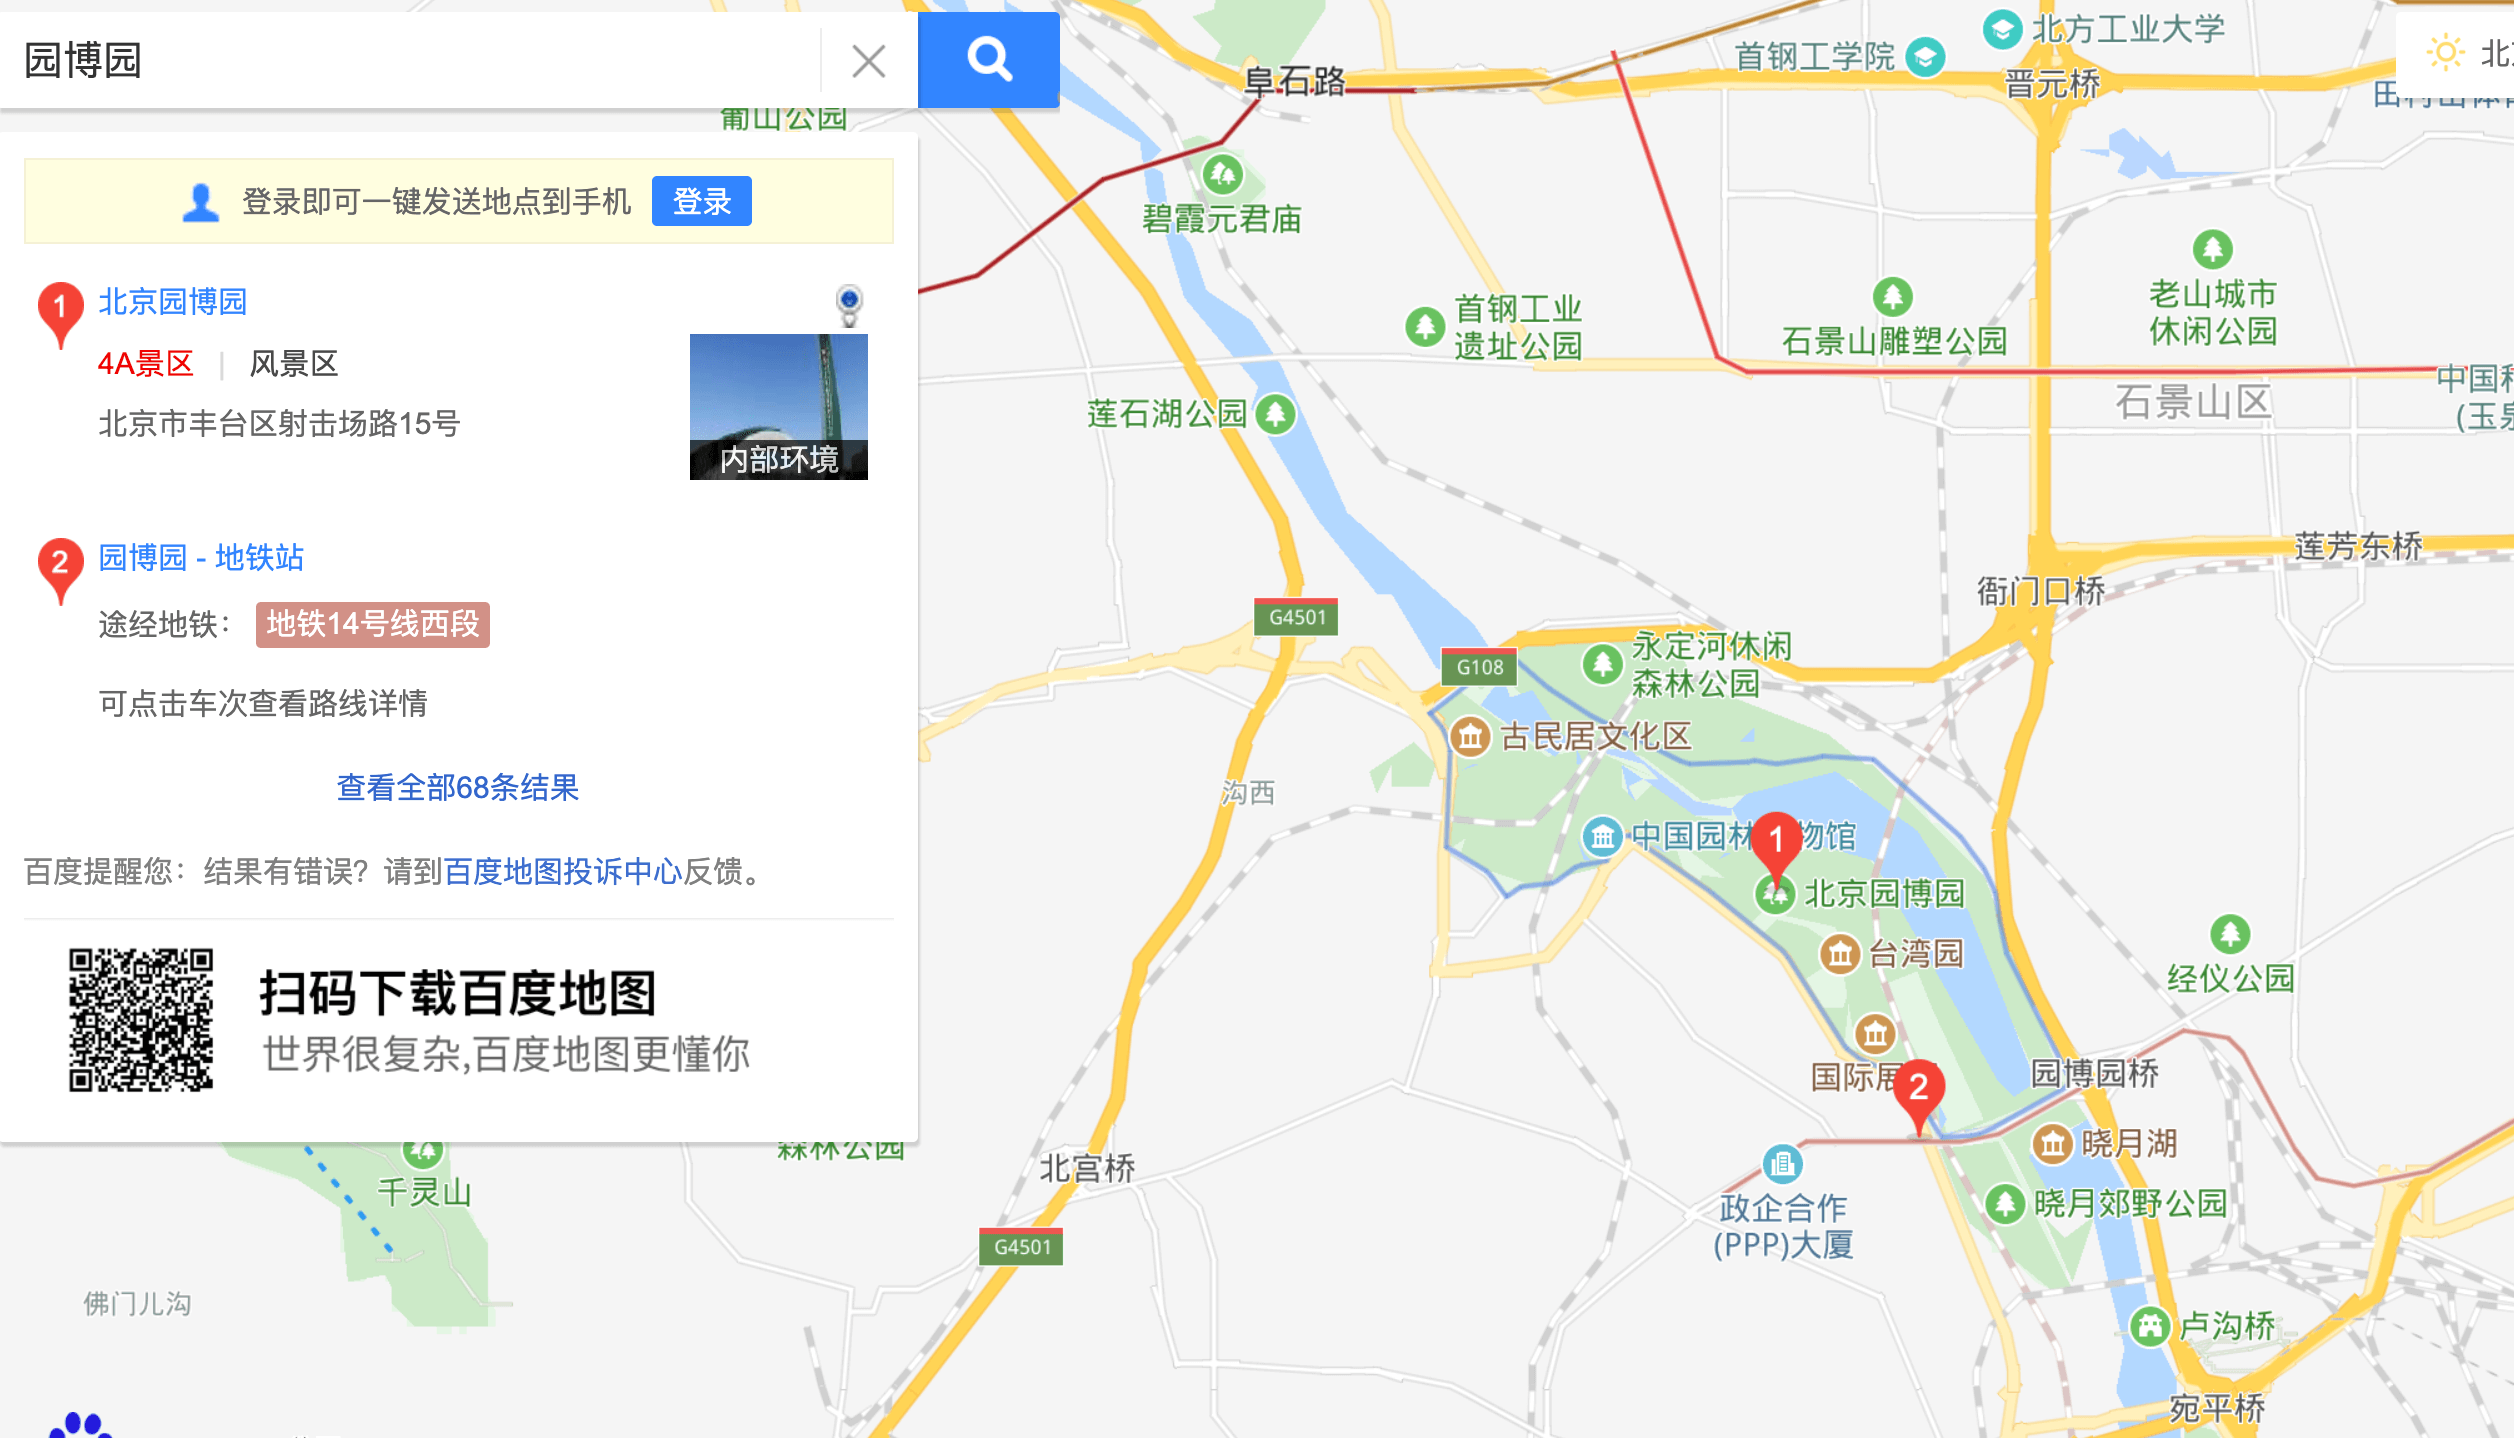 园博园
登录即可一键发送地点到手机
登录
1
北京园博园
4A景区 | 风景区
北京市丰台区射击场路15号
内部环境
2
园博园 - 地铁站
途经地铁：
地铁14号线西段
可点击车次查看路线详情
查看全部68条结果
百度提醒您：结果有错误？请到百度地图投诉中心反馈。
扫码下载百度地图
世界很复杂,百度地图更懂你
阜石路
首钢工学院
北方工业大学
晋元桥
碧霞元君庙
首钢工业
遗址公园
石景山雕塑公园
老山城市
休闲公园
石景山区
莲石湖公园
莲芳东桥
衙门口桥
G4501
G108
永定河休闲
森林公园
古民居文化区
沟西
1
北京园博园
台湾园
经仪公园
2
园博园桥
晓月湖
晓月郊野公园
政企合作
(PPP)大厦
北宫桥
G4501
森林公园
千灵山
佛门儿沟
卢沟桥
宛平桥